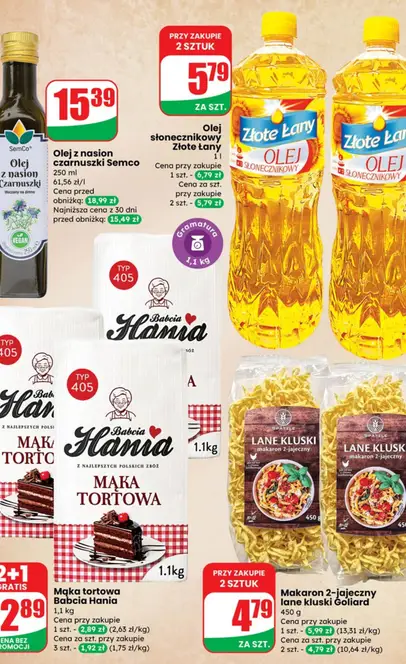 SemCo
Olej
z nasion
Czarnuszki
VEGAN
15 39
Olej z nasion
czarnuszki Semco
250 ml
61,56 zł/l
Cena przed
obniżką: 18,99 zł
Najniższa cena z 30 dni
przed obniżką: 15,49 zł
PRZY ZAKUPIE
2 SZTUK
5 79
ZA SZT.
Olej
słonecznikowy
Złote Łany
1 l
Cena przy zakupie
1 szt. - 6,79 zł
Cena za szt.
przy zakupie
2 szt. - 5,79 zł
Złote Łany
OLEJ
SŁONECZNIKOWY
Złote Łany
OLEJ
SŁONECZNIKOWY
Gramatura
1,1 kg
TYP
405
Babcia
Hania
1.1kg
TYP
405
Z NAJLEPSZYCH POLSKICH ZBÓŻ
MĄKA
TORTO
TYP
405
Babcia
Hania
Z NAJLEPSZYCH POLSKICH ZBÓŻ
MĄKA
TORTOWA
1.1kg
LANE KLUSKI
makaron 2-jajeczny
450 g
LANE KLUSKI
makaron 2-jajeczny
2+1
GRATIS
2 89
CENA BEZ
PROMOCJI
Mąka tortowa
Babcia Hania
1,1 kg
Cena przy zakupie
1 szt. - 2,89 zł (2,63 zł/kg)
Cena za szt. przy zakupie
3 szt. - 1,92 zł (1,75 zł/kg)
PRZY ZAKUPIE
2 SZTUK
4 79
ZA SZT.
Makaron 2-jajeczny
lane kluski Goliard
450 g
Cena przy zakupie
1 szt. - 5,99 zł (13,31 zł/kg)
Cena za szt. przy zakupie
2 szt. - 4,79 zł (10,64 zł/kg)